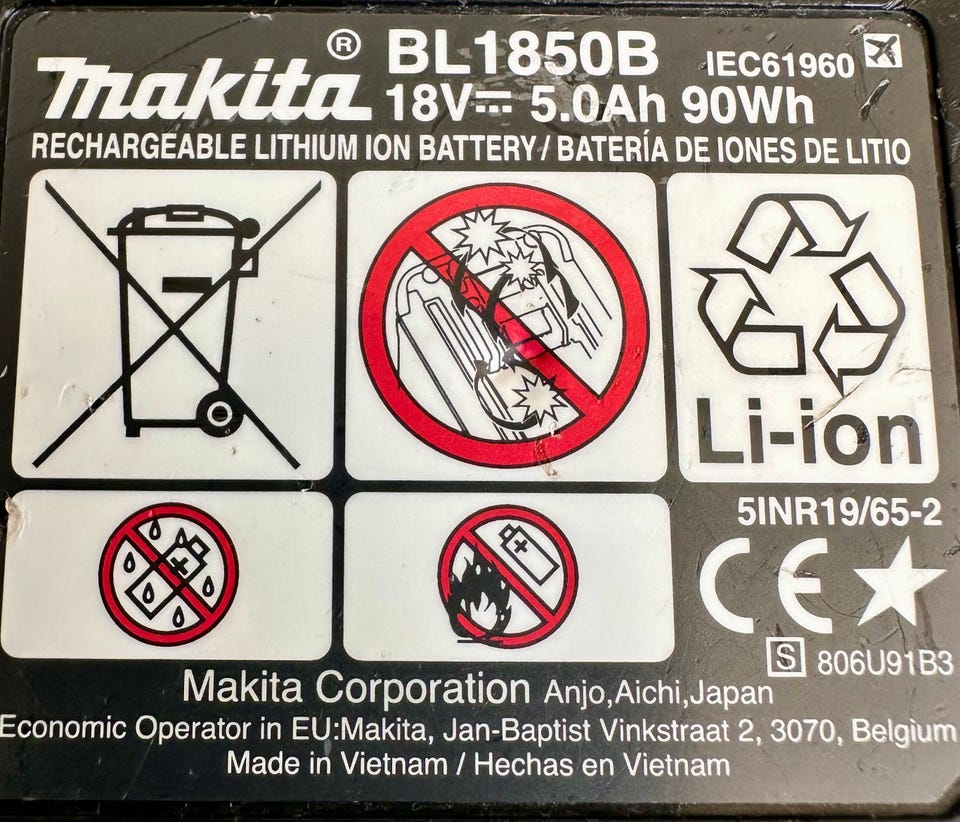 makita® BL1850B IEC61960
18V 5.0Ah 90Wh
RECHARGEABLE LITHIUM ION BATTERY / BATERÍA DE IONES DE LITIO
Li-ion
5INR19/65-2
CE
S 806U91B3
Makita Corporation Anjo,Aichi,Japan
Economic Operator in EU:Makita, Jan-Baptist Vinkstraat 2, 3070, Belgium
Made in Vietnam / Hechas en Vietnam